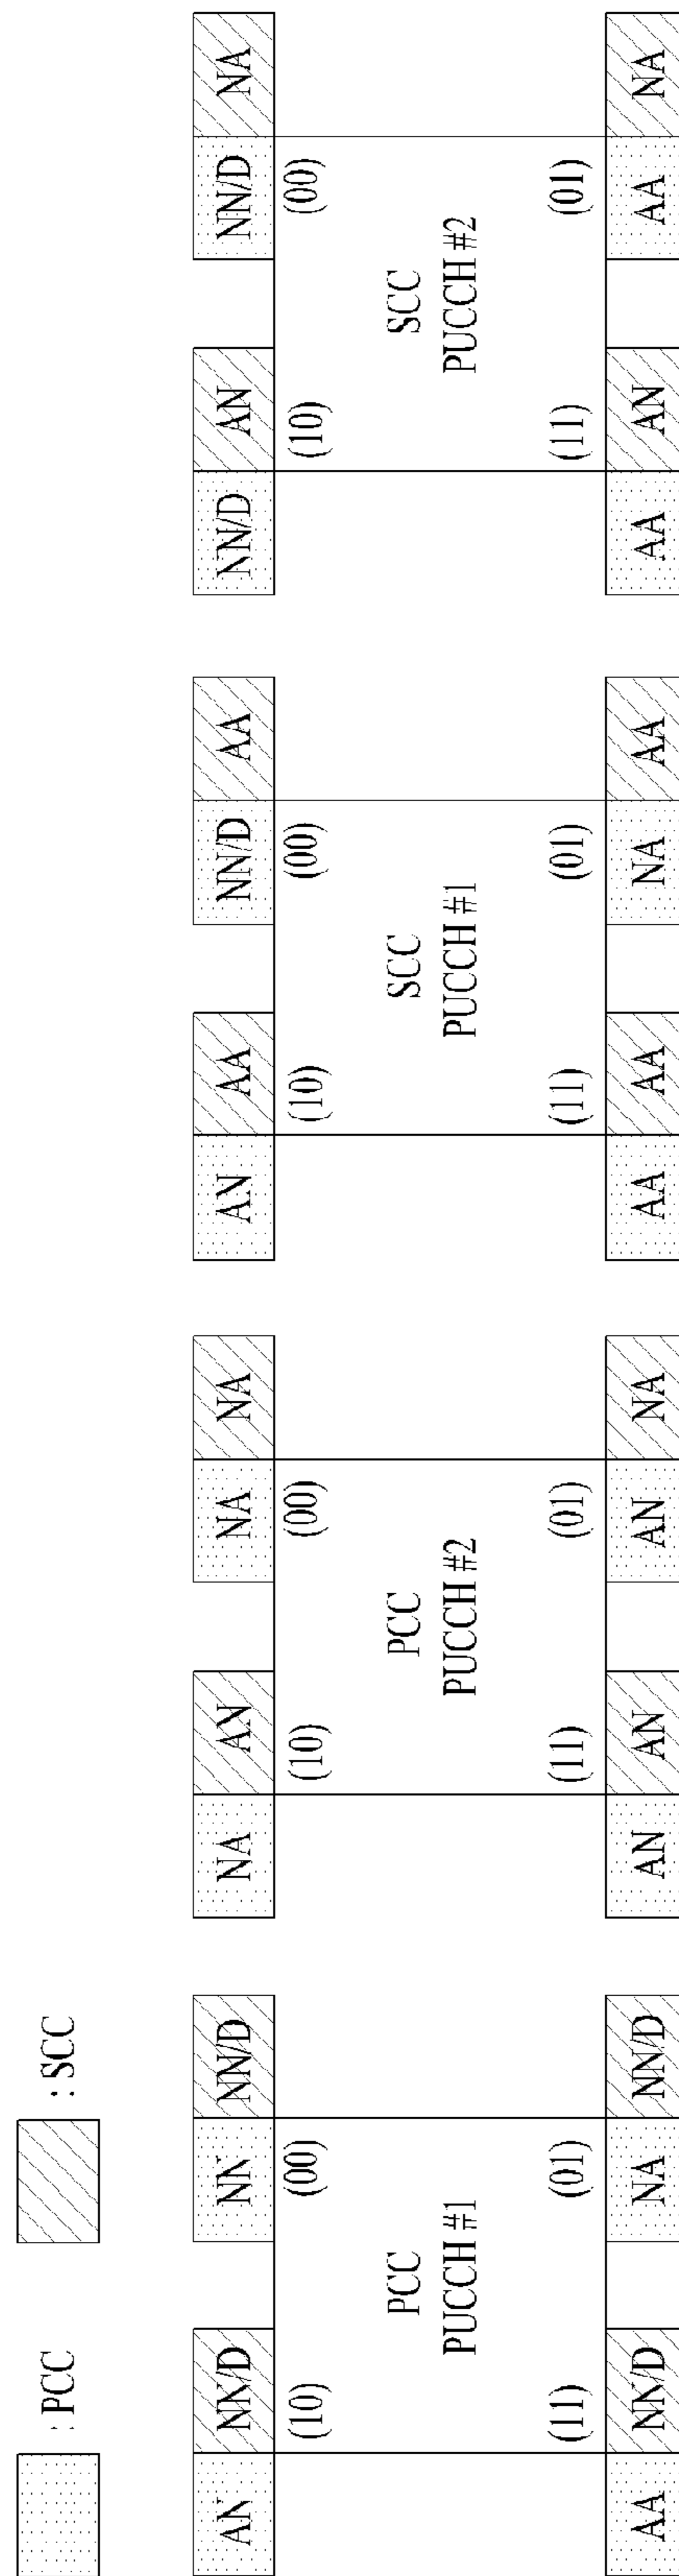 : PCC : SCC
AN NN/D NN NN/D NA AN NA NA AN AA NN/D AA NN/D AN NN/D NA
(10) (00) (10) (00) (10) (00) (10) (00)
PCC PCC SCC SCC
PUCCH #1 PUCCH #2 PUCCH #1 PUCCH #2
(11) (01) (11) (01) (11) (01) (11) (01)
AA NN/D NA NN/D AN AN AN NA AA AA NA AA AA AN AA NA